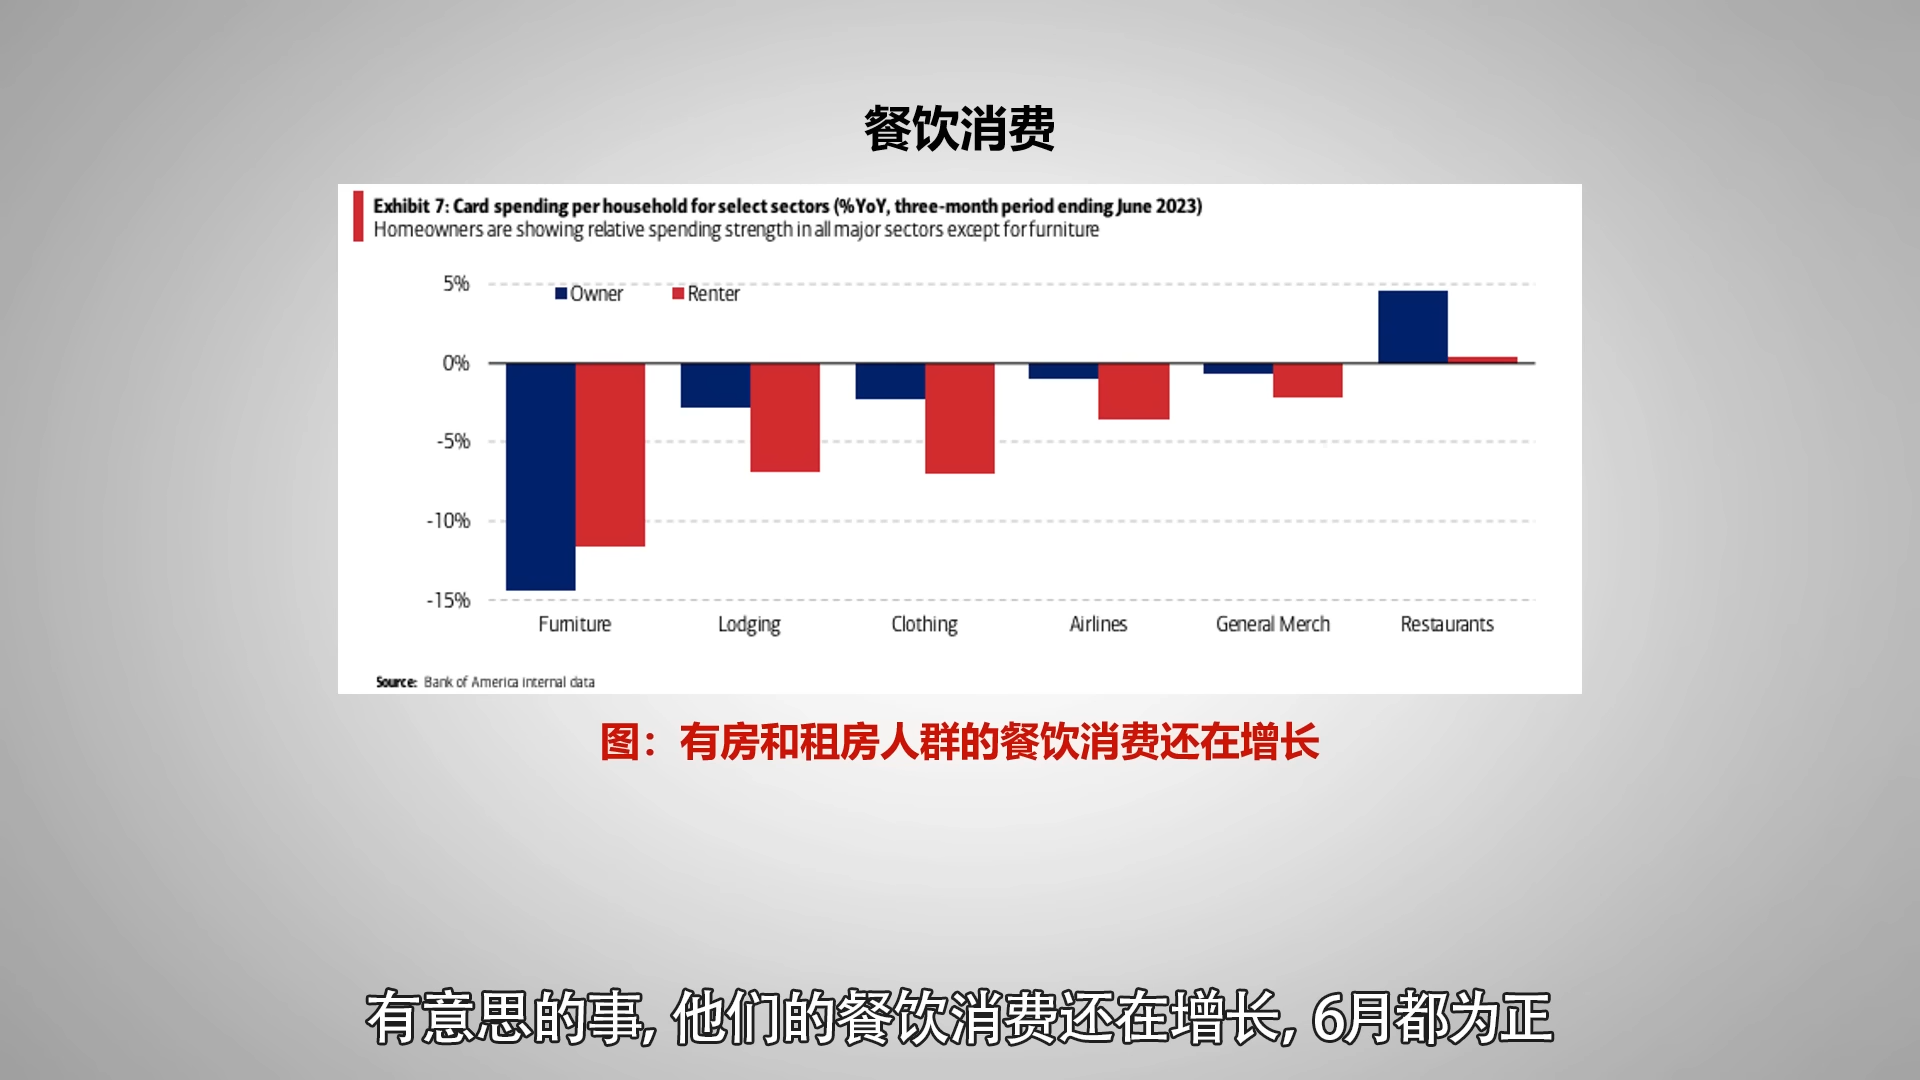 餐饮消费
Exhibit 7: Card spending per household for select sectors (%YoY, three-month period ending June 2023)
Homeowners are showing relative spending strength in all major sectors except for furniture
5%
Owner Renter
0%
-5%
-10%
-15%
Furniture Lodging Clothing Airlines General Merch Restaurants
Source: Bank of America internal data
图：有房和租房人群的餐饮消费还在增长
有意思的事, 他们的餐饮消费还在增长, 6月都为正